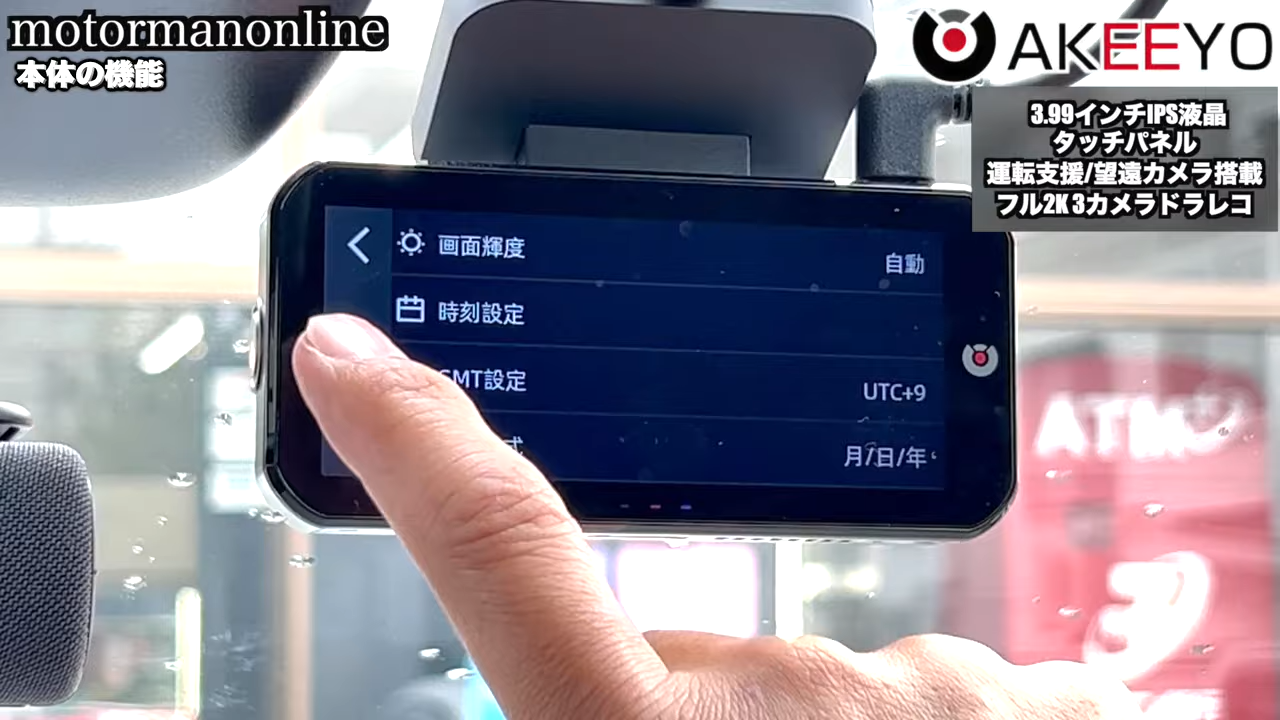 motormanonline
本体の機能
AKEEYO
3.99インチIPS液晶
タッチパネル
運転支援/望遠カメラ搭載
フル2K 3カメラドラレコ
画面輝度
自動
時刻設定
GMT設定
UTC+9
式
月/日/年
ATM